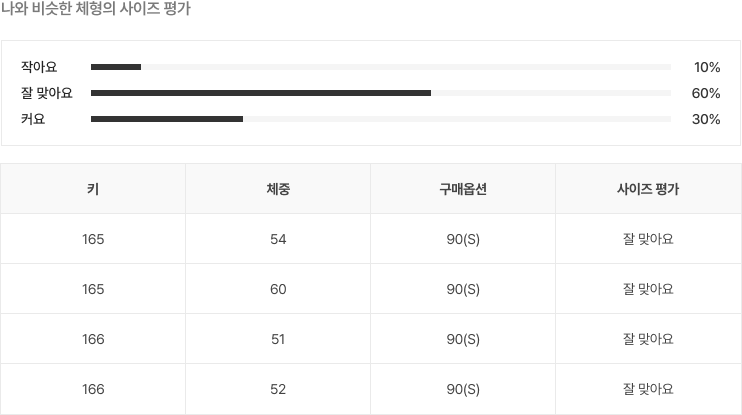 나와 비슷한 체형의 사이즈 평가
작아요 10%
잘 맞아요 60%
커요 30%
키 체중 구매옵션 사이즈 평가
165 54 90(S) 잘 맞아요
165 60 90(S) 잘 맞아요
166 51 90(S) 잘 맞아요
166 52 90(S) 잘 맞아요